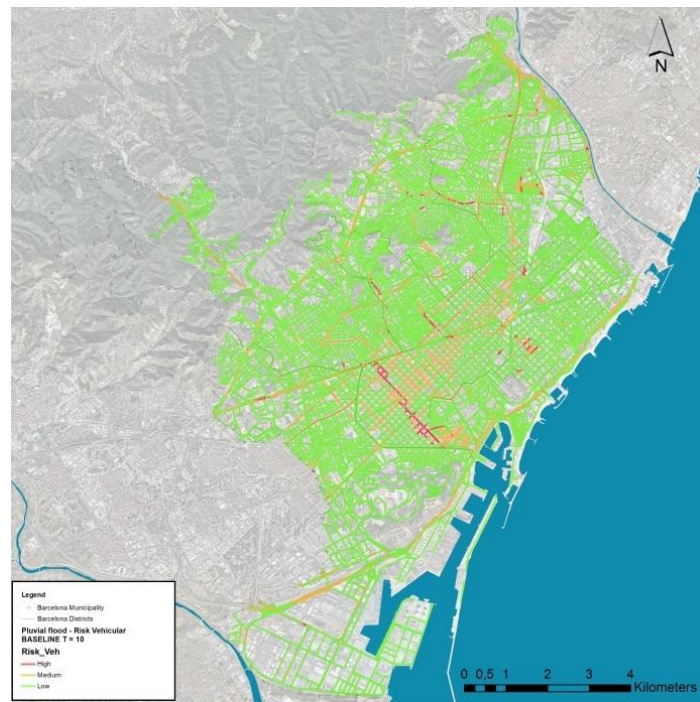 N
Legend
Barcelona Municipality
Barcelona Districts
Pluvial flood - Risk Vehicular
BASELINE T = 10
Risk_Veh
High
Medium
Low
0 0,5 1 2 3 4
Kilometers